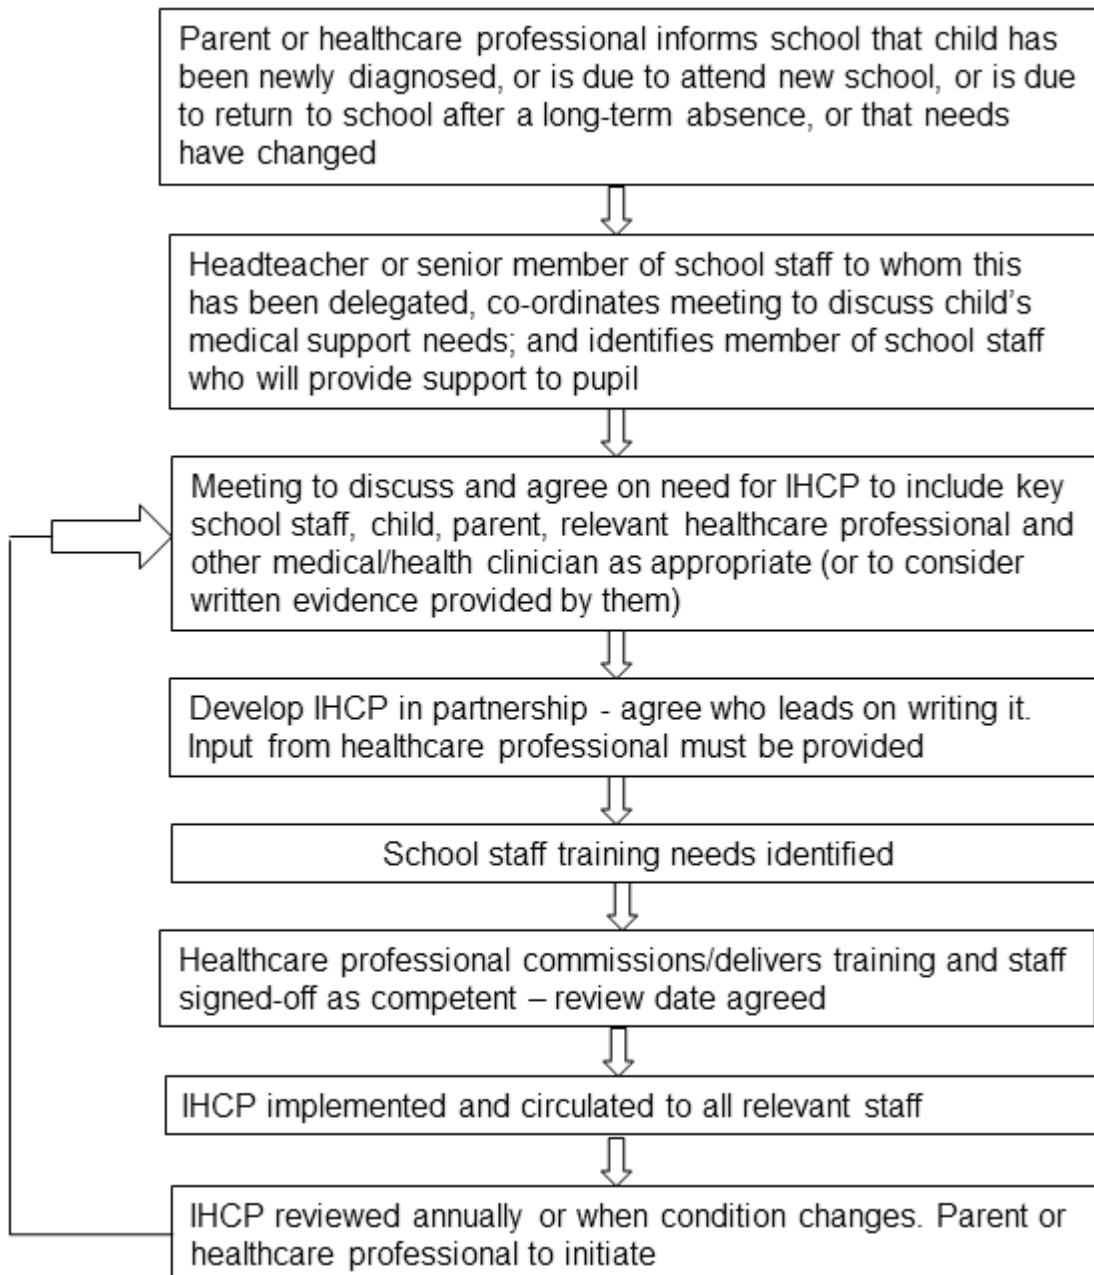 Parent or healthcare professional informs school that child has
been newly diagnosed, or is due to attend new school, or is due
to return to school after a long-term absence, or that needs
have changed
Headteacher or senior member of school staff to whom this
has been delegated, co-ordinates meeting to discuss child’s
medical support needs; and identifies member of school staff
who will provide support to pupil
Meeting to discuss and agree on need for IHCP to include key
school staff, child, parent, relevant healthcare professional and
other medical/health clinician as appropriate (or to consider
written evidence provided by them)
Develop IHCP in partnership - agree who leads on writing it.
Input from healthcare professional must be provided
School staff training needs identified
Healthcare professional commissions/delivers training and staff
signed-off as competent – review date agreed
IHCP implemented and circulated to all relevant staff
IHCP reviewed annually or when condition changes. Parent or
healthcare professional to initiate